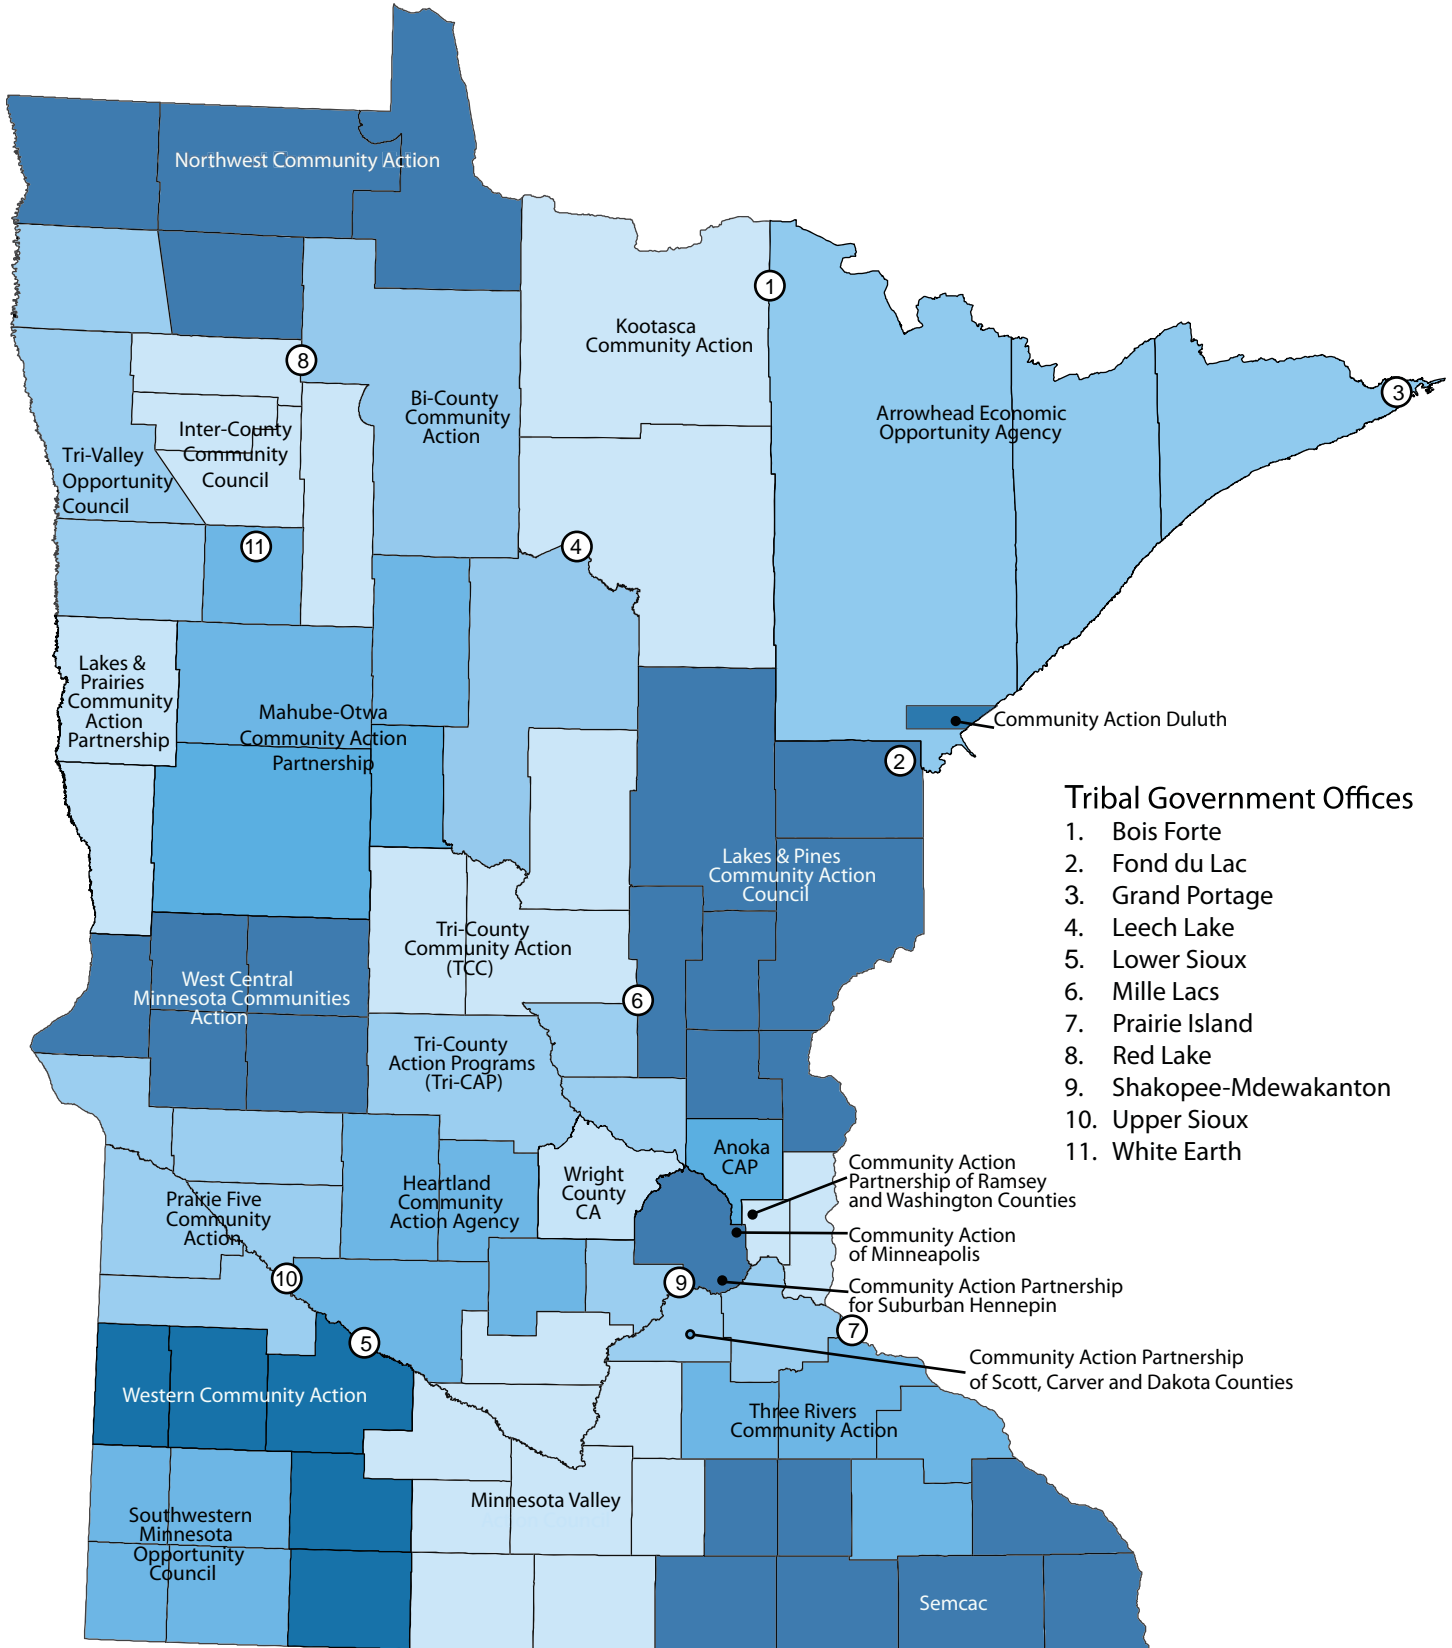 Northwest Community Action
1
Kootasca
Community Action
8
3
Bi-County
Community
Action
Arrowhead Economic
Opportunity Agency
Inter-County
Community
Council
Tri-Valley
Opportunity
Council
11
4
Lakes &
Prairies
Community
Action
Partnership
Mahube-Otwa
Community Action
Partnership
Community Action Duluth
2
Tribal Government Offices
1. Bois Forte
2. Fond du Lac
3. Grand Portage
4. Leech Lake
5. Lower Sioux
6. Mille Lacs
7. Prairie Island
8. Red Lake
9. Shakopee-Mdewakanton
10. Upper Sioux
11. White Earth
Lakes & Pines
Community Action
Council
Tri-County
Community Action
(TCC)
West Central
Minnesota Communities
Action
6
Tri-County
Action Programs
(Tri-CAP)
Anoka
CAP
Wright
County
CA
Heartland
Community
Action Agency
Prairie Five
Community
Action
Community Action
Partnership of Ramsey
and Washington Counties
Community Action
of Minneapolis
Community Action Partnership
for Suburban Hennepin
10
9
7
5
Community Action Partnership
of Scott, Carver and Dakota Counties
Western Community Action
Three Rivers
Community Action
Minnesota Valley
Action Council
Southwestern
Minnesota
Opportunity
Council
Semcac